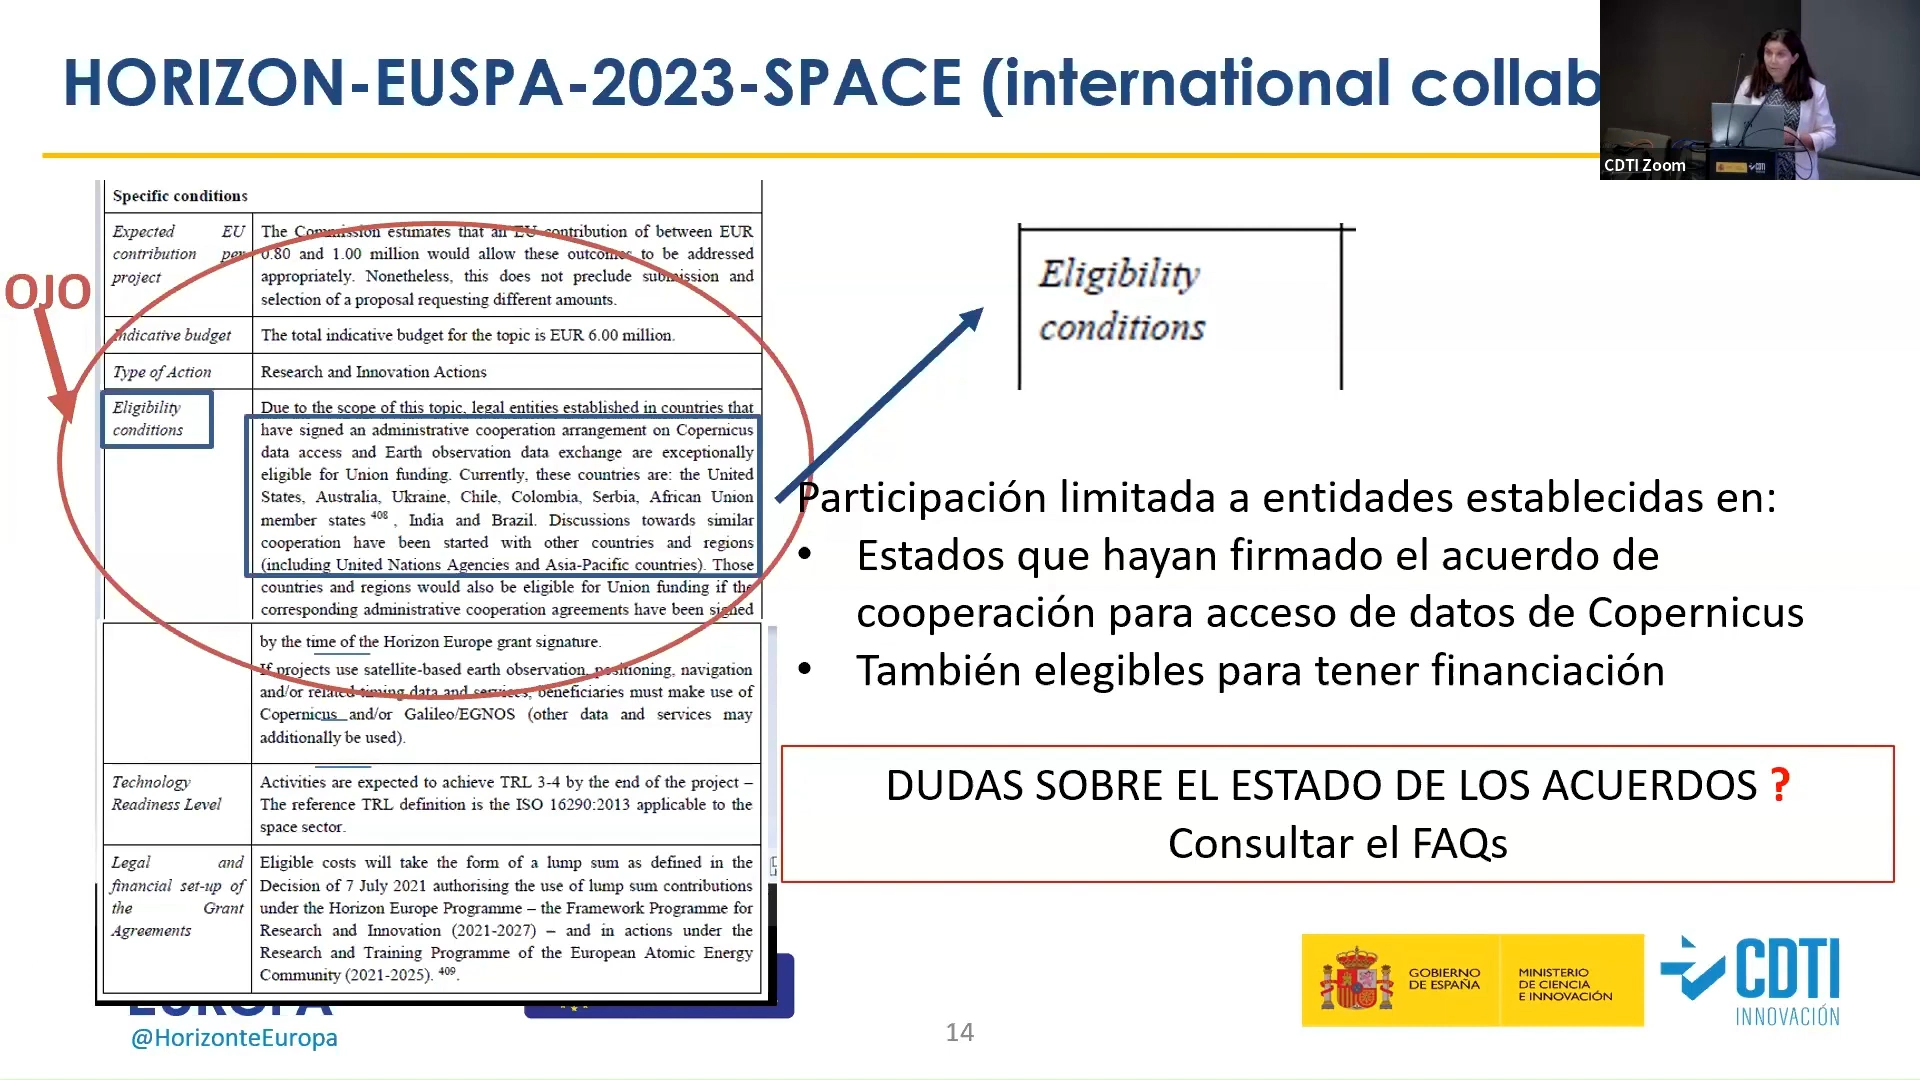 HORIZON-EUSPA-2023-SPACE (international collab
CDTI Zoom
OJO
Specific conditions
Expected EU contribution per project
The Commission estimates that an EU contribution of between EUR
0.80 and 1.00 million would allow these outcomes to be addressed
appropriately. Nonetheless, this does not preclude submission and
selection of a proposal requesting different amounts.
Indicative budget
The total indicative budget for the topic is EUR 6.00 million.
Type of Action
Research and Innovation Actions
Eligibility
conditions
Due to the scope of this topic, legal entities established in countries that
have signed an administrative cooperation arrangement on Copernicus
data access and Earth observation data exchange are exceptionally
eligible for Union funding. Currently, these countries are: the United
States, Australia, Ukraine, Chile, Colombia, Serbia, African Union
member states 408 , India and Brazil. Discussions towards similar
cooperation have been started with other countries and regions
(including United Nations Agencies and Asia-Pacific countries). Those
countries and regions would also be eligible for Union funding if the
corresponding administrative cooperation agreements have been signed
by the time of the Horizon Europe grant signature.
If projects use satellite-based earth observation, positioning, navigation
and/or related timing data and services, beneficiaries must make use of
Copernicus and/or Galileo/EGNOS (other data and services may
additionally be used).
Technology
Readiness Level
Activities are expected to achieve TRL 3-4 by the end of the project –
The reference TRL definition is the ISO 16290:2013 applicable to the
space sector.
Legal and
financial set-up of
the Grant
Agreements
Eligible costs will take the form of a lump sum as defined in the
Decision of 7 July 2021 authorising the use of lump sum contributions
under the Horizon Europe Programme – the Framework Programme for
Research and Innovation (2021-2027) – and in actions under the
Research and Training Programme of the European Atomic Energy
Community (2021-2025). 409.
Eligibility
conditions
Participación limitada a entidades establecidas en:
• Estados que hayan firmado el acuerdo de
cooperación para acceso de datos de Copernicus
• También elegibles para tener financiación
DUDAS SOBRE EL ESTADO DE LOS ACUERDOS ?
Consultar el FAQs
EUROPA
@HorizonteEuropa
14
GOBIERNO
DE ESPAÑA
MINISTERIO
DE CIENCIA
E INNOVACIÓN
CDTI
INNOVACIÓN